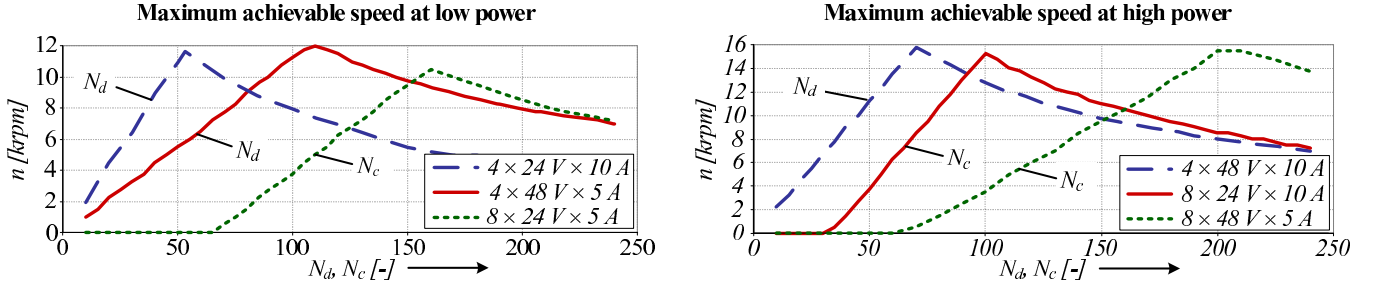 Maximum achievable speed at low power
12
10
8
6
4
2
0
n [krpm]
N_d
N_d
N_c
4 × 24 V × 10 A
4 × 48 V × 5 A
8 × 24 V × 5 A
0 50 100 150 200 250
N_d, N_c [-]
Maximum achievable speed at high power
16
14
12
10
8
6
4
2
0
n [krpm]
N_d
N_c
N_c
4 × 48 V × 10 A
8 × 24 V × 10 A
8 × 48 V × 5 A
0 50 100 150 200 250
N_d, N_c [-]